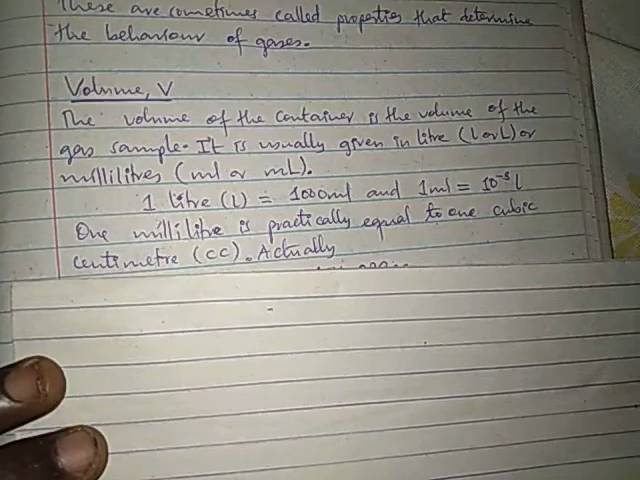 These are sometimes called properties that determine
the behaviour of gases.
Volume, V
The volume of the container is the volume of the
gas sample. It is usually given in litre (l or L) or
millilitres (ml or mL).
1 litre (L) = 1000ml and 1ml = 10⁻³ l
One millilitre is practically equal to one cubic
centimetre (cc). Actually